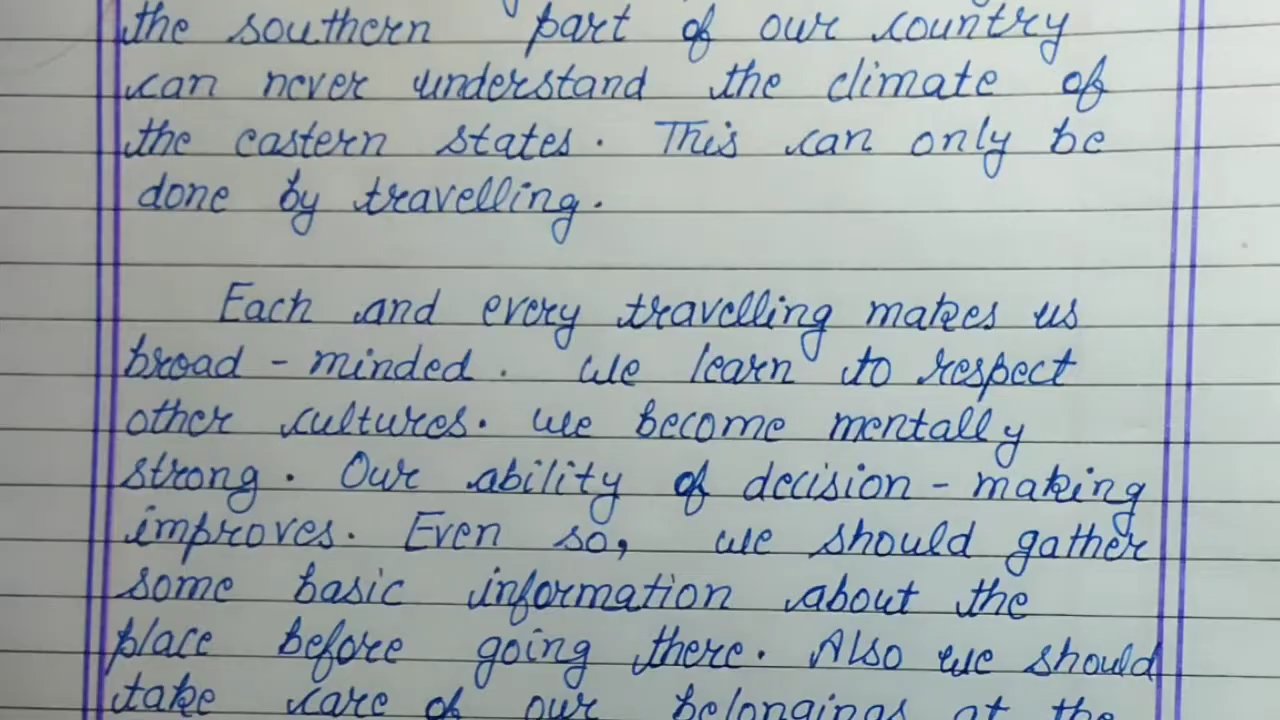 the southern part of our country
can never understand the climate of
the eastern states. This can only be
done by travelling.
Each and every travelling makes us
broad - minded. We learn to respect
other cultures. We become mentally
strong. Our ability of decision - making
improves. Even so, we should gather
some basic information about the
place before going there. Also we should
take care of our belongings at the